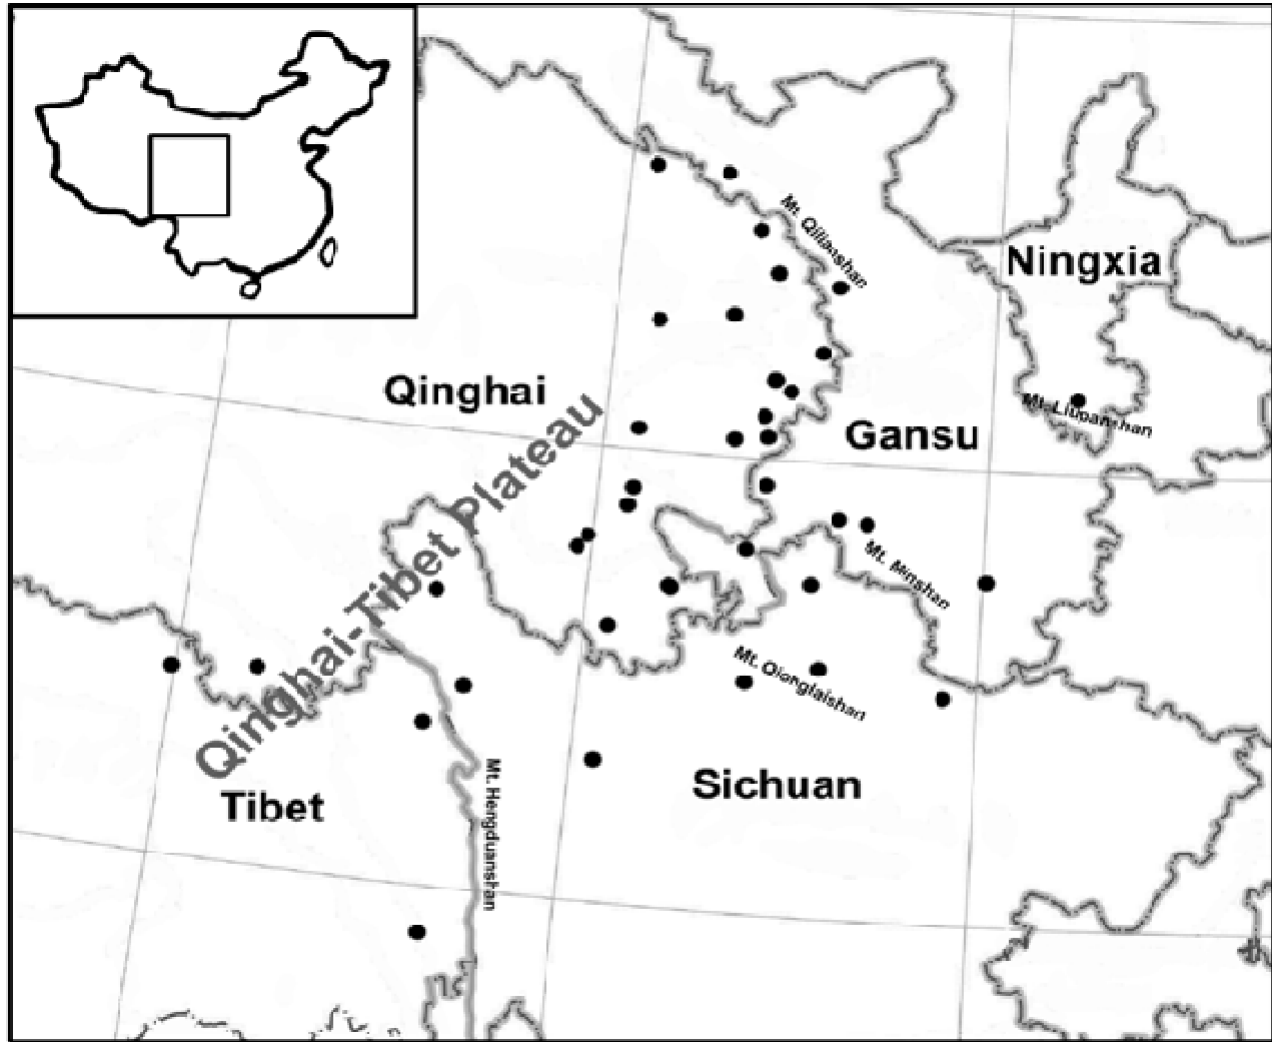 Mt. Qilianshan
Ningxia
Qinghai
Mt. Liupanshan
Gansu
Qinghai-Tibet Plateau
Mt. Minshan
Mt. Qionglaishan
Sichuan
Tibet
Mt. Hengduanshan